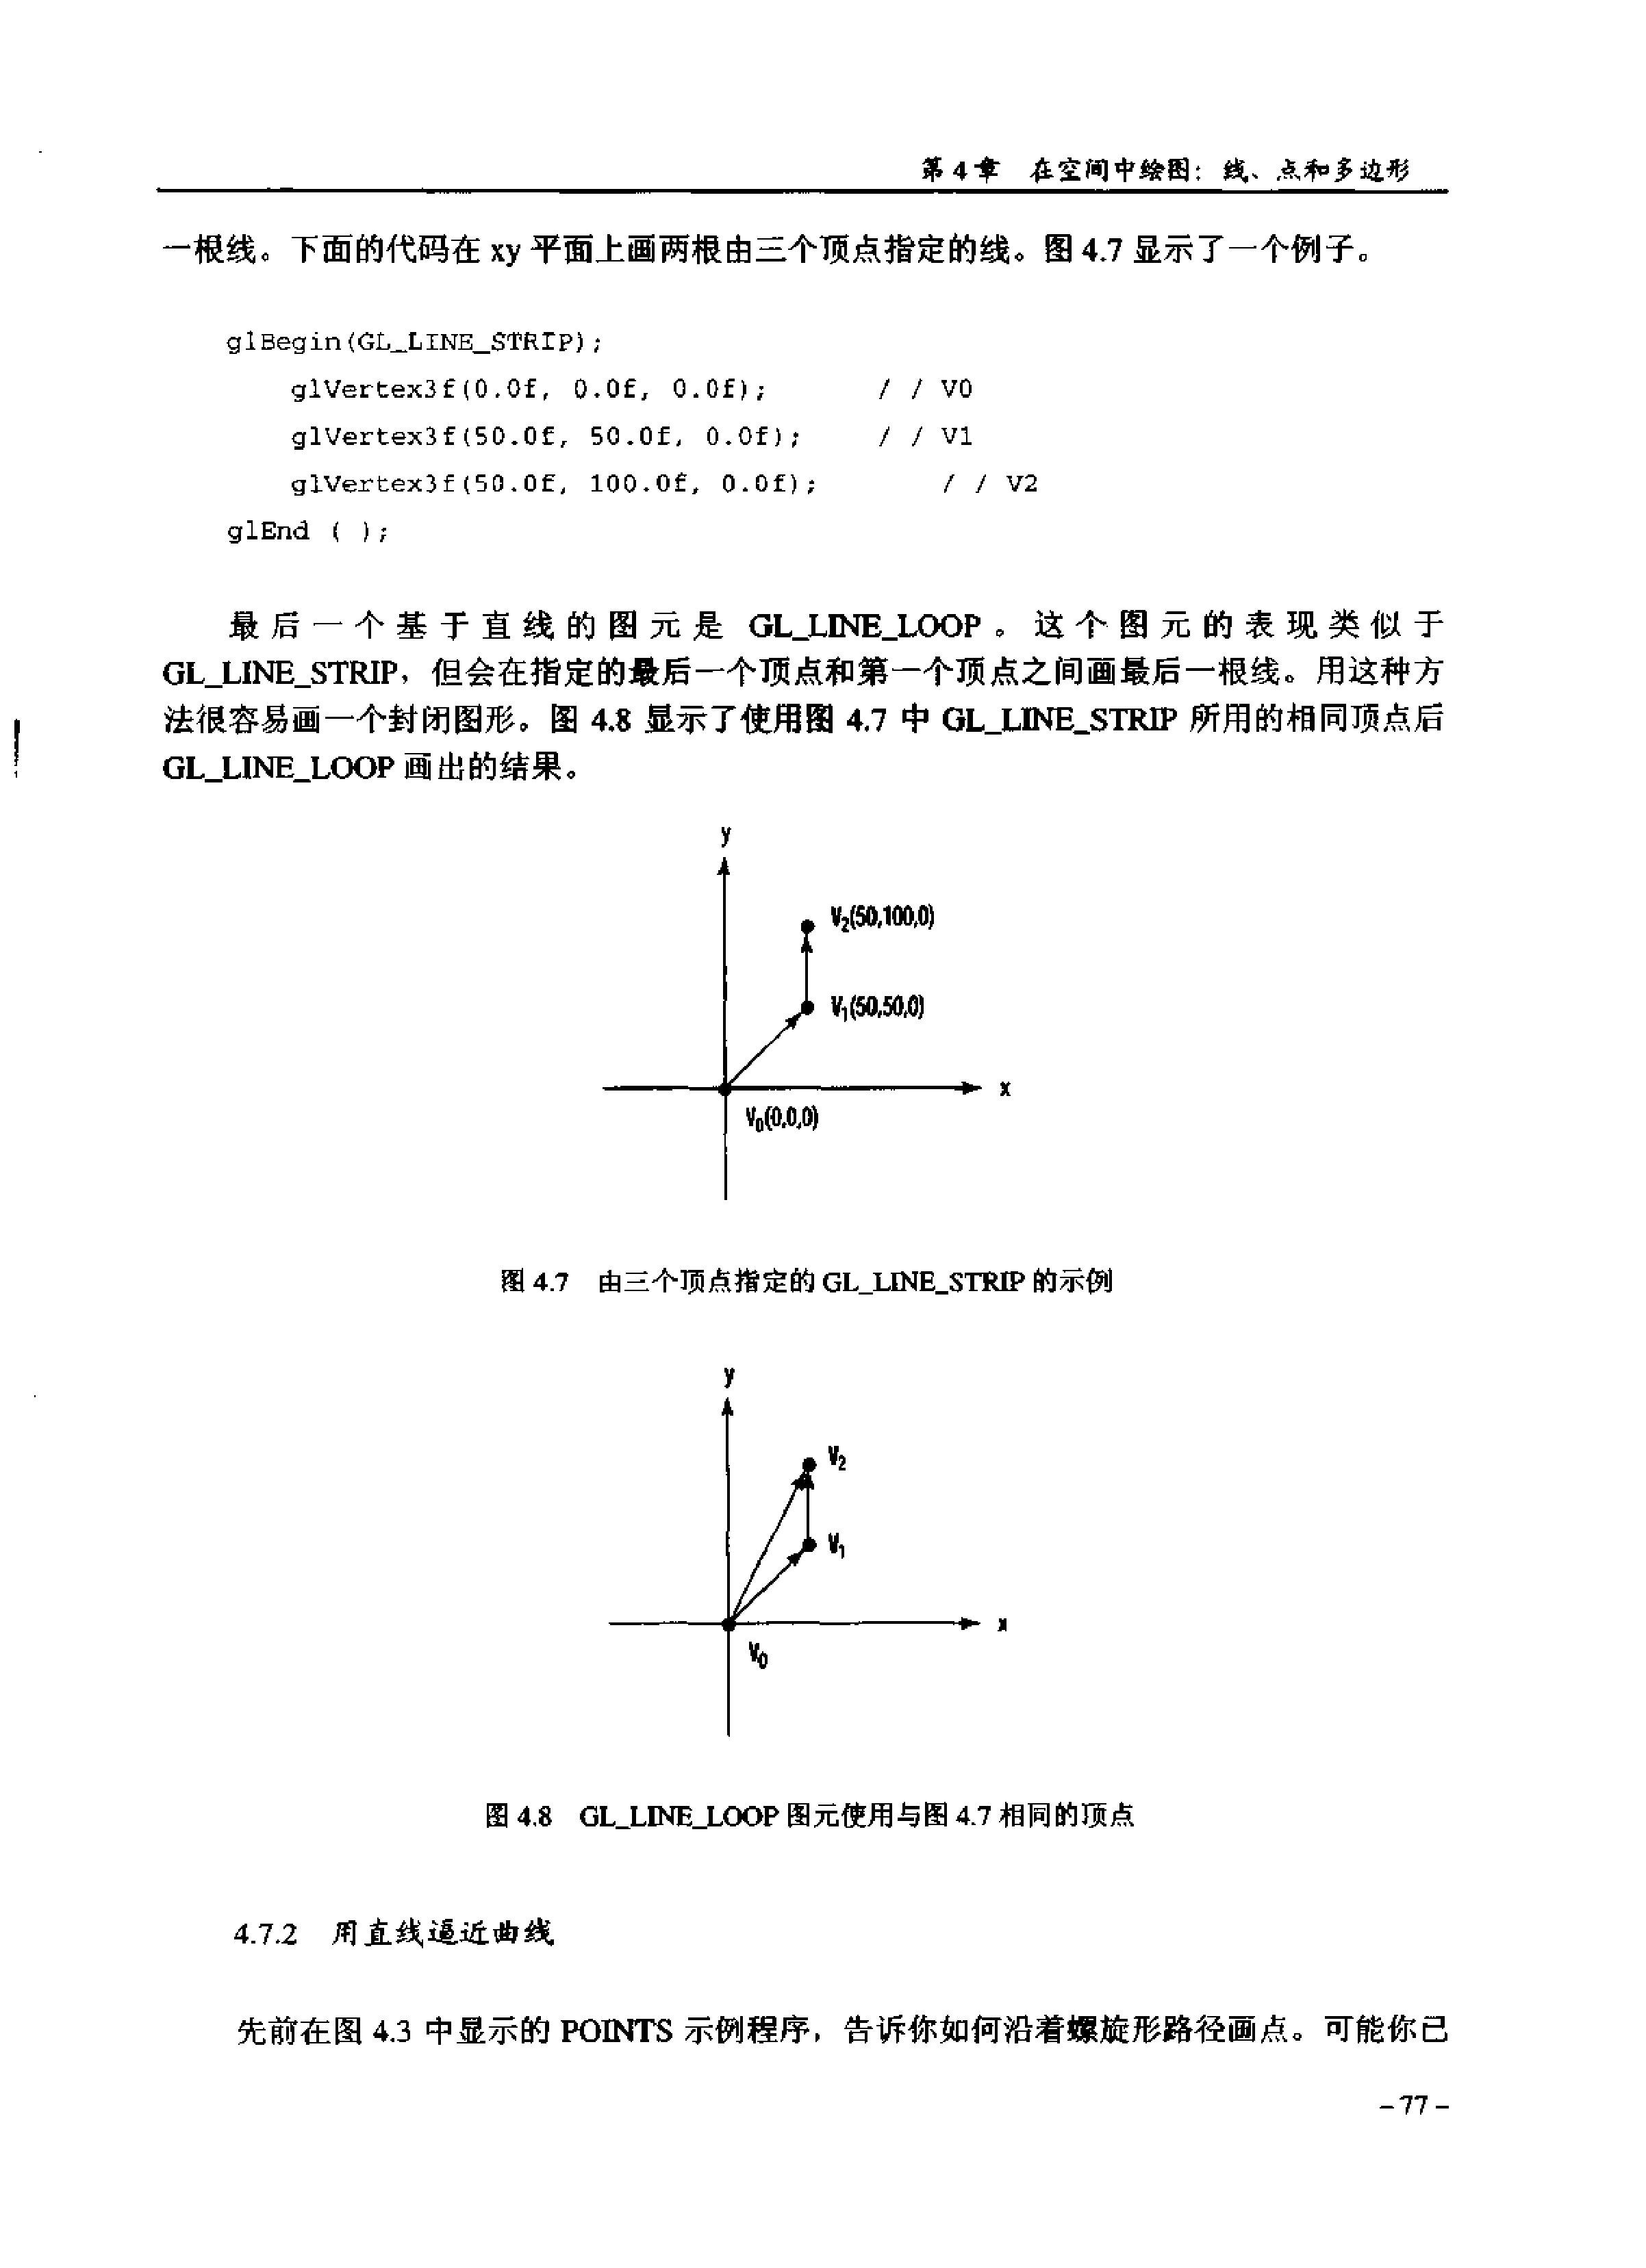 第 4 章 在空间中绘图：线、点和多边形
一根线。下面的代码在 xy 平面上画两根由三个顶点指定的线。图 4.7 显示了一个例子。
glBegin(GL_LINE_STRIP);
glVertex3f(0.0f, 0.0f, 0.0f); / / V0
glVertex3f(50.0f, 50.0f, 0.0f); / / V1
glVertex3f(50.0f, 100.0f, 0.0f); / / V2
glEnd ( );
最后一个基于直线的图元是 GL_LINE_LOOP。这个图元的表现类似于
GL_LINE_STRIP，但会在指定的最后一个顶点和第一个顶点之间画最后一根线。用这种方
法很容易画一个封闭图形。图 4.8 显示了使用图 4.7 中 GL_LINE_STRIP 所用的相同顶点后
GL_LINE_LOOP 画出的结果。
y
V2(50,100,0)
V1(50,50,0)
x
V0(0,0,0)
图 4.7 由三个顶点指定的 GL_LINE_STRIP 的示例
y
V2
V1
x
V0
图 4.8 GL_LINE_LOOP 图元使用与图 4.7 相同的顶点
4.7.2 用直线逼近曲线
先前在图 4.3 中显示的 POINTS 示例程序，告诉你如何沿着螺旋形路径画点。可能你已
－77－